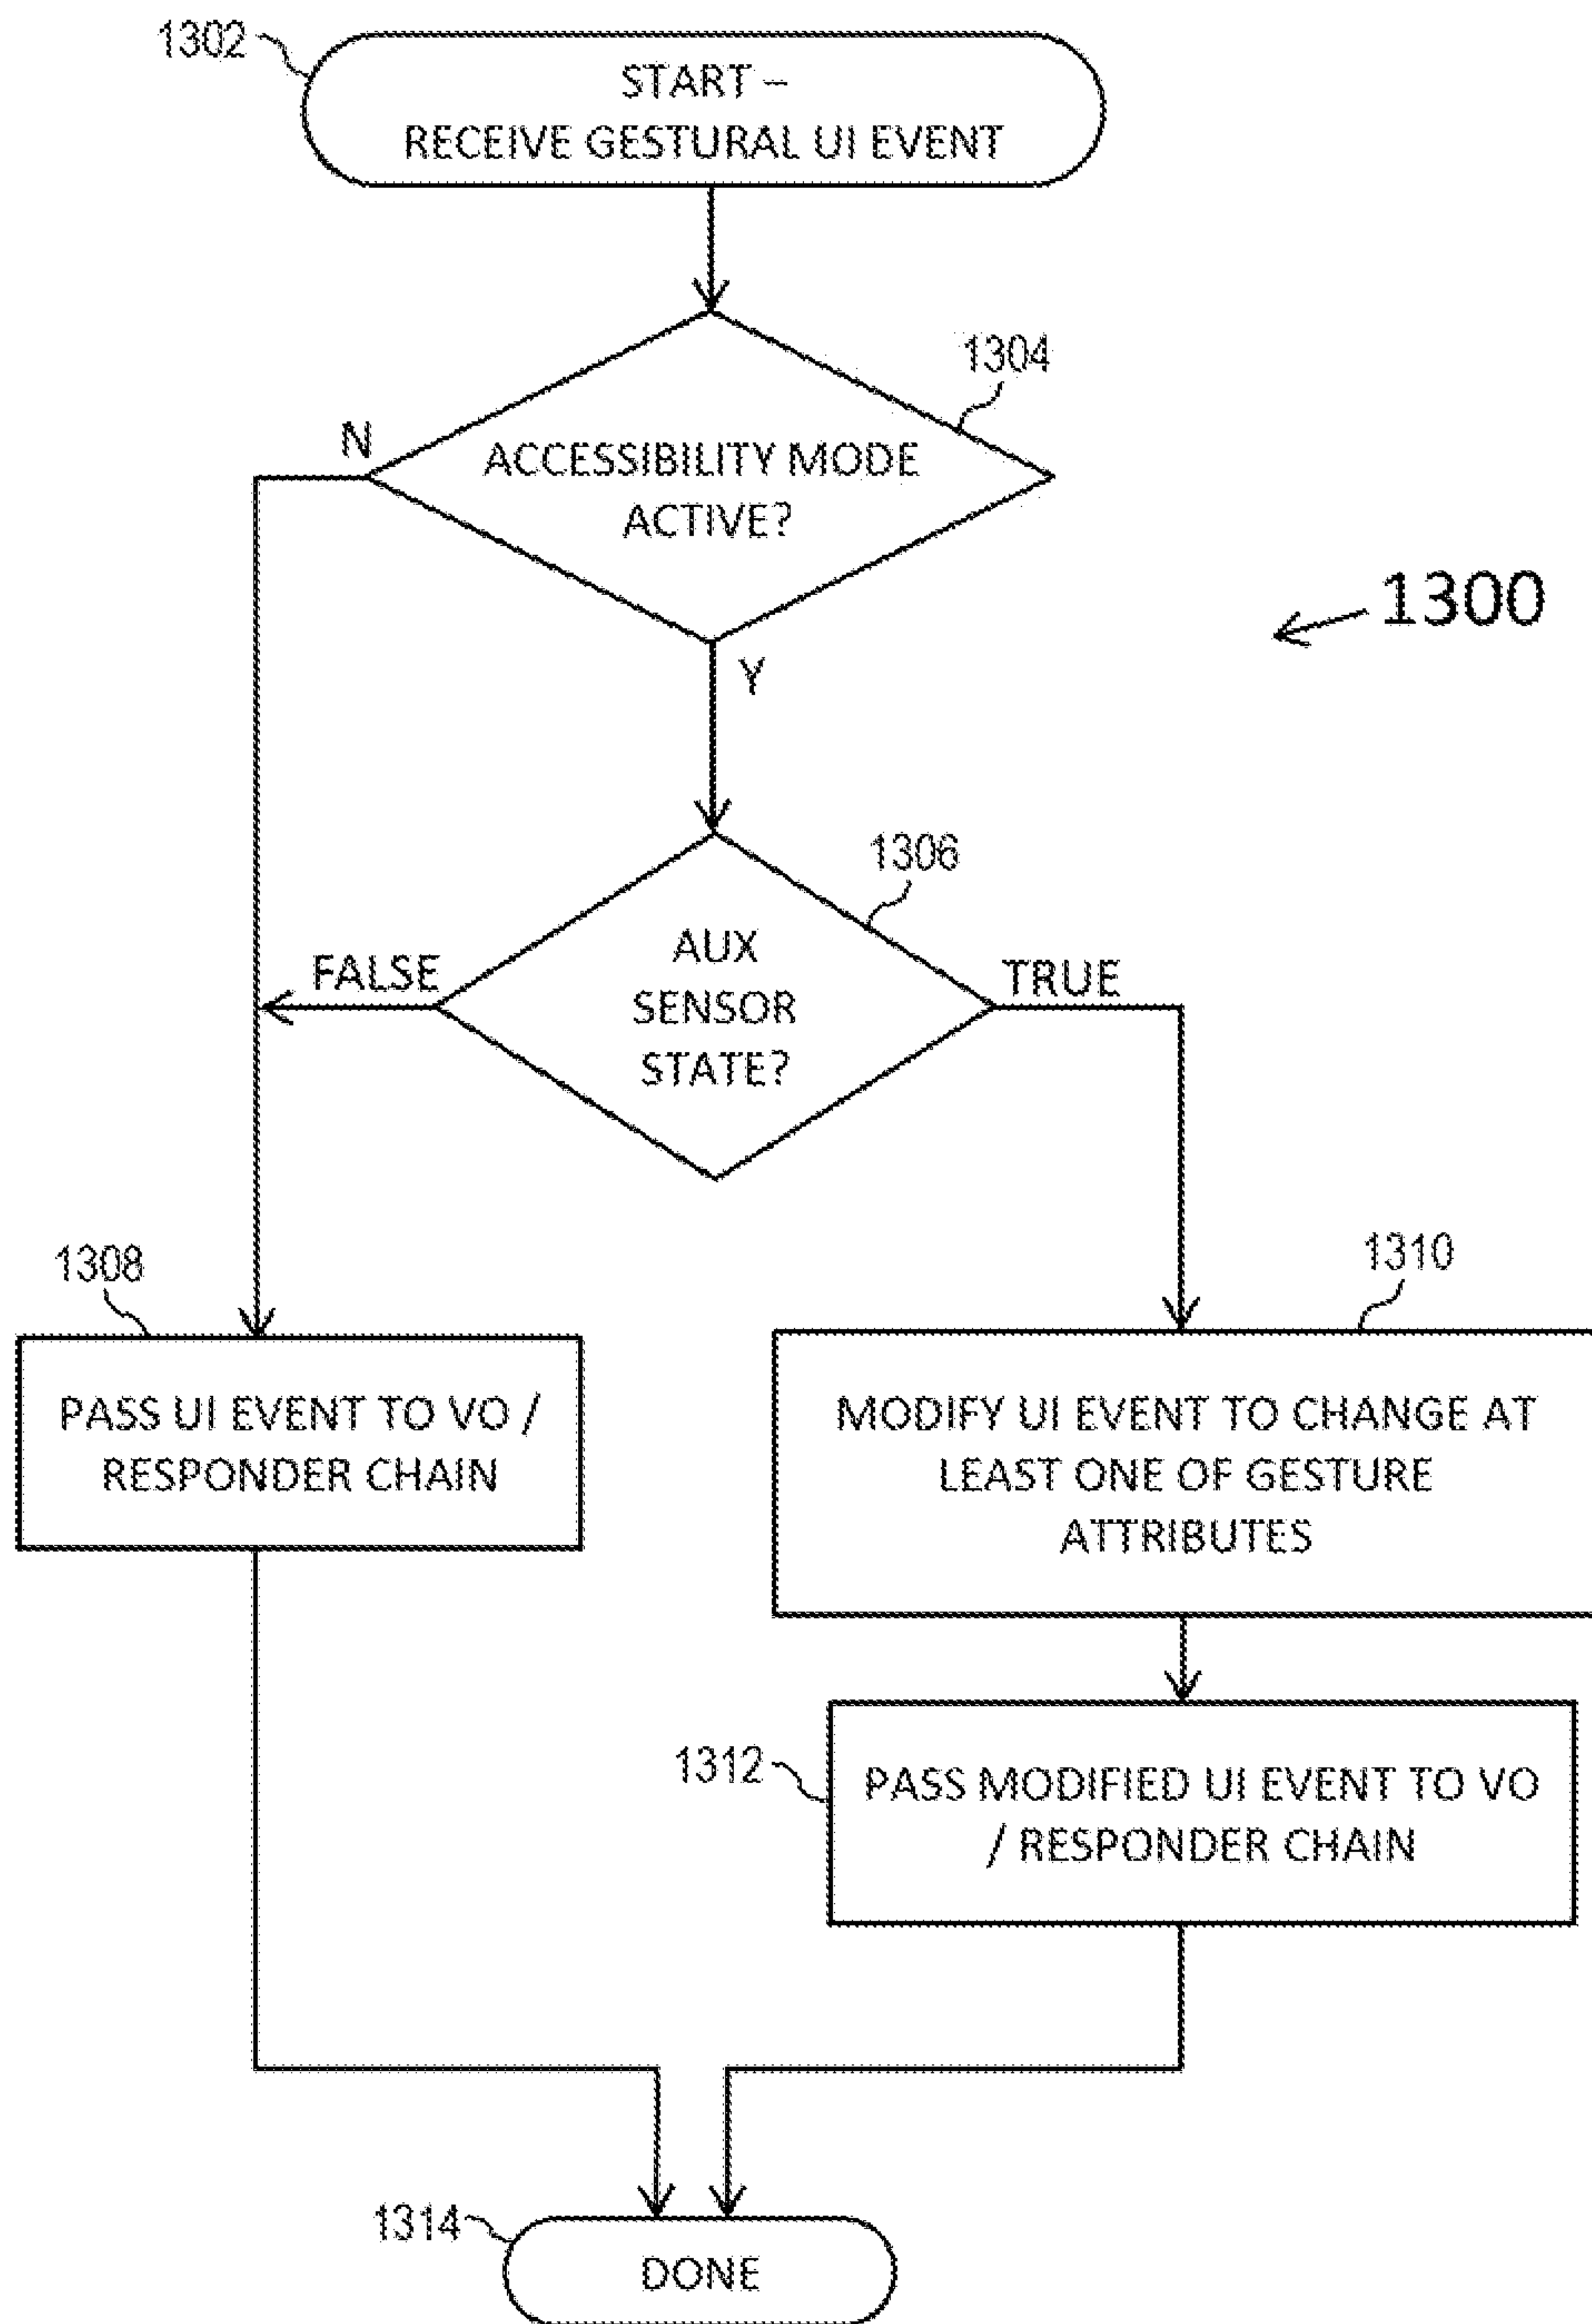 1302
START –
RECEIVE GESTURAL UI EVENT
1304
N
ACCESSIBILITY MODE
ACTIVE?
1300
Y
1306
FALSE
AUX
SENSOR
STATE?
TRUE
1308
1310
PASS UI EVENT TO VO /
RESPONDER CHAIN
MODIFY UI EVENT TO CHANGE AT
LEAST ONE OF GESTURE
ATTRIBUTES
1312
PASS MODIFIED UI EVENT TO VO
/ RESPONDER CHAIN
1314
DONE